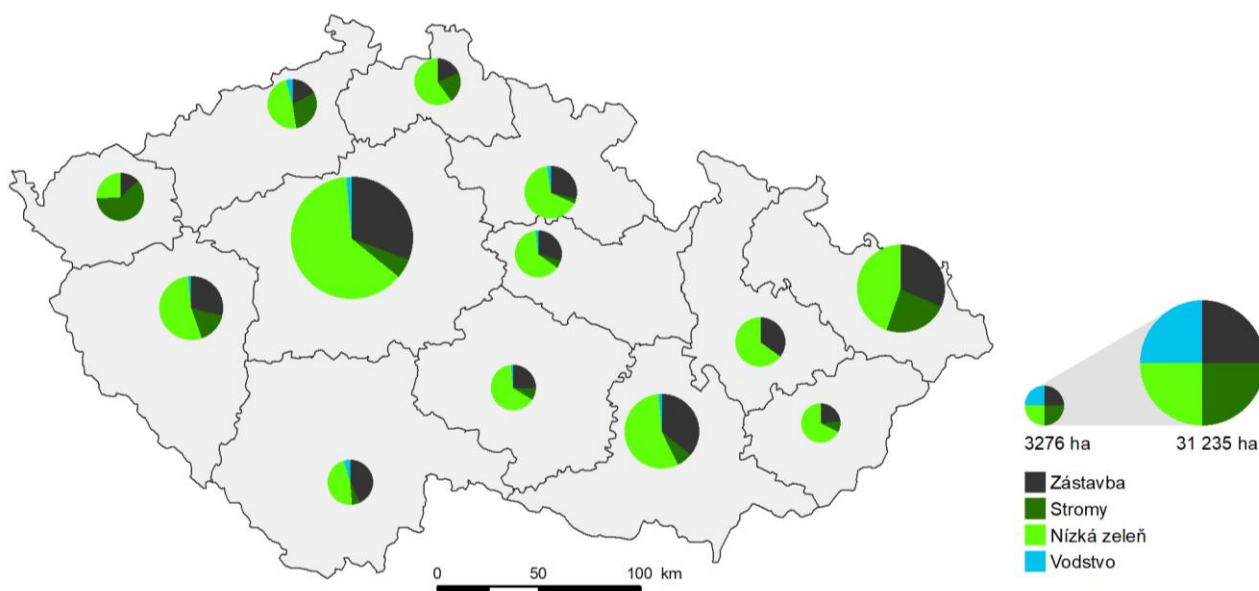 3276 ha
31 235 ha
Zástavba
Stromy
Nízká zeleň
Vodstvo
0 50 100 km